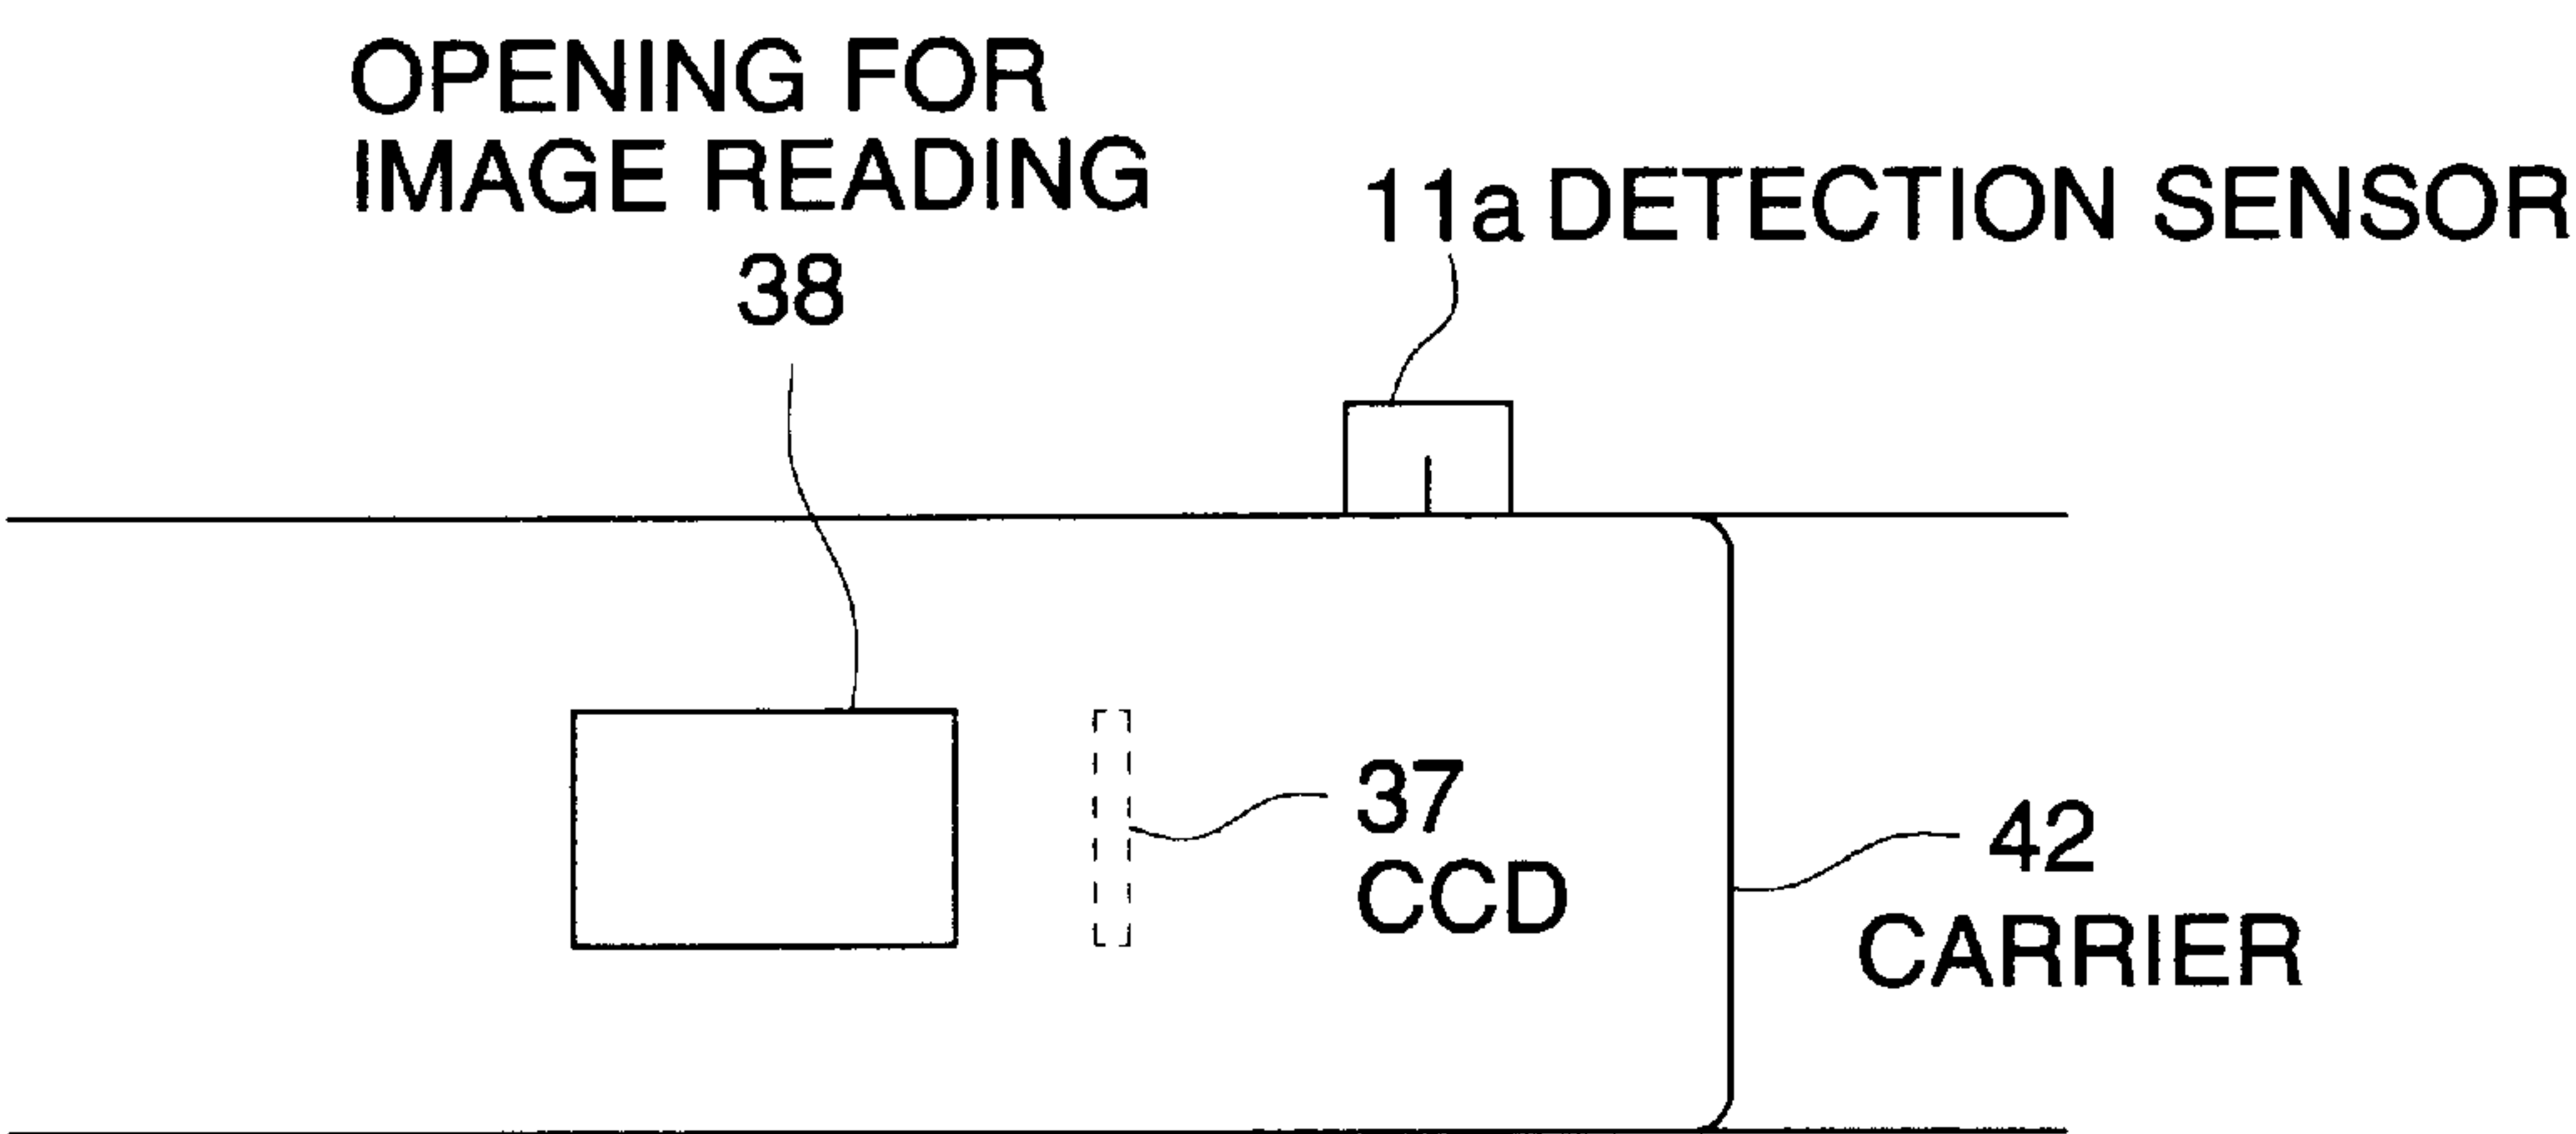 OPENING FOR
IMAGE READING
38
11a DETECTION SENSOR
37
CCD
42
CARRIER